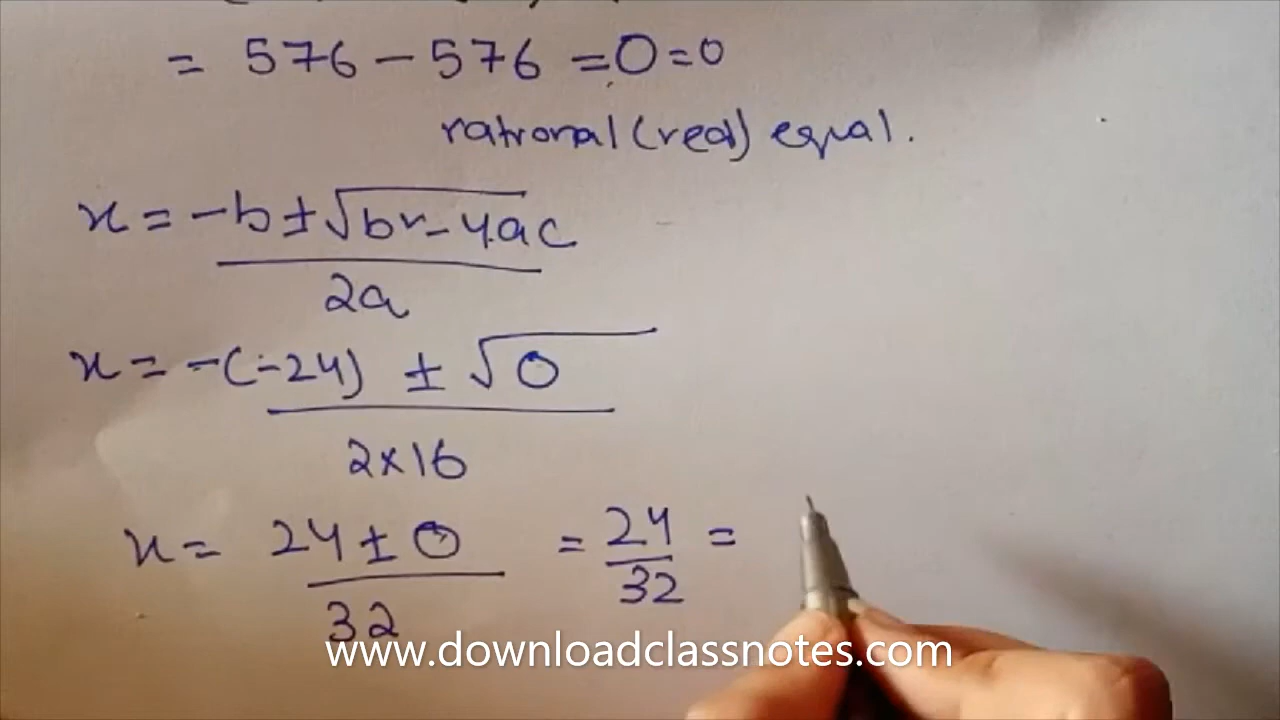 = 576 - 576 = 0 = 0
rational (real) equal.
x = -b ± √b² - 4ac
2a
x = -(-24) ± √0
2×16
x = 24 ± 0 = 24 =
32 32
www.downloadclassnotes.com